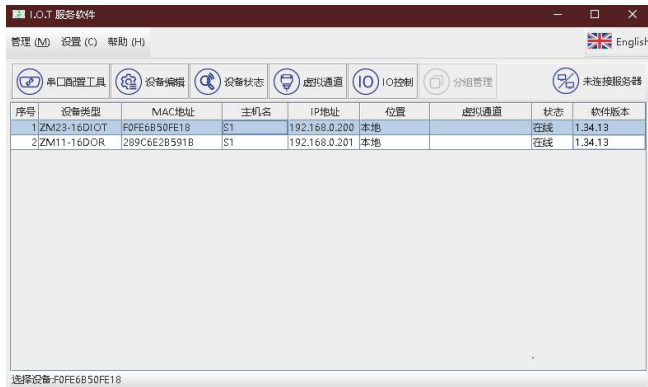 I.O.T 服务软件
管理 (M) 设置 (C) 帮助 (H) English
串口配置工具 设备编辑 设备状态 虚拟通道 IO IO控制 分组管理 未连接服务器
序号 设备类型 MAC地址 主机名 IP地址 位置 虚拟通道 状态 软件版本
1 ZM23-16DIOT F0FE6B50FE18 S1 192.168.0.200 本地 在线 1.34.13
2 ZM11-16DOR 289C6E2B591B S1 192.168.0.201 本地 在线 1.34.13
选择设备:F0FE6B50FE18